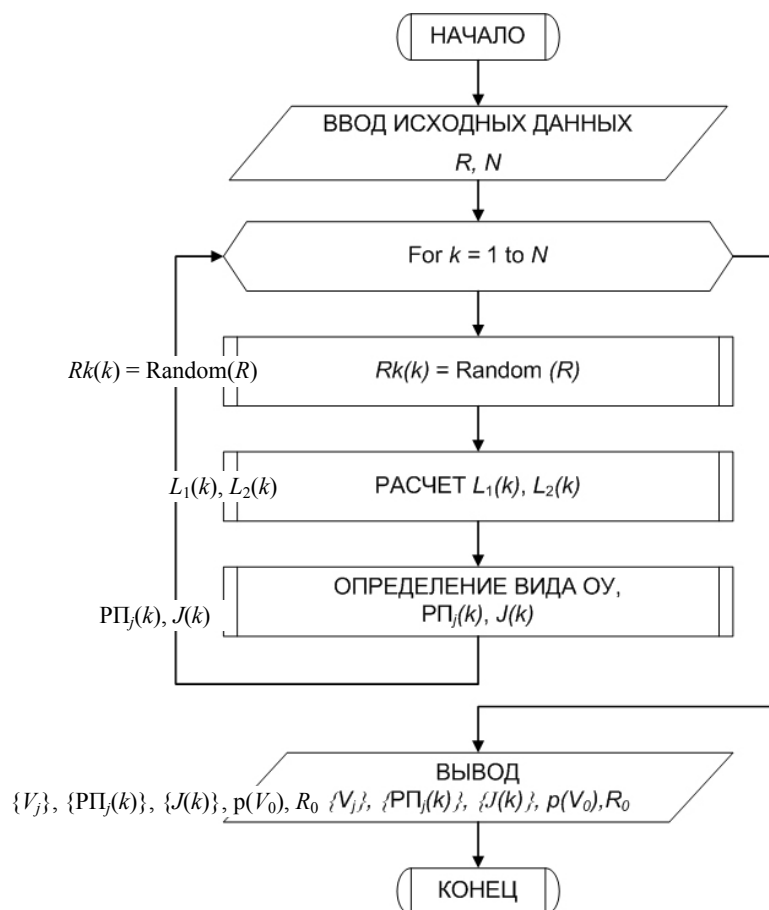 НАЧАЛО
ВВОД ИСХОДНЫХ ДАННЫХ
R, N
For k = 1 to N
Rk(k) = Random(R)
Rk(k) = Random (R)
L₁(k), L₂(k)
РАСЧЕТ L₁(k), L₂(k)
ОПРЕДЕЛЕНИЕ ВИДА ОУ,
РПⱼ(k), J(k)
РПⱼ(k), J(k)
ВЫВОД
{Vⱼ}, {РПⱼ(k)}, {J(k)}, p(V₀), R₀
{Vⱼ}, {РПⱼ(k)}, {J(k)}, p(V₀),R₀
КОНЕЦ